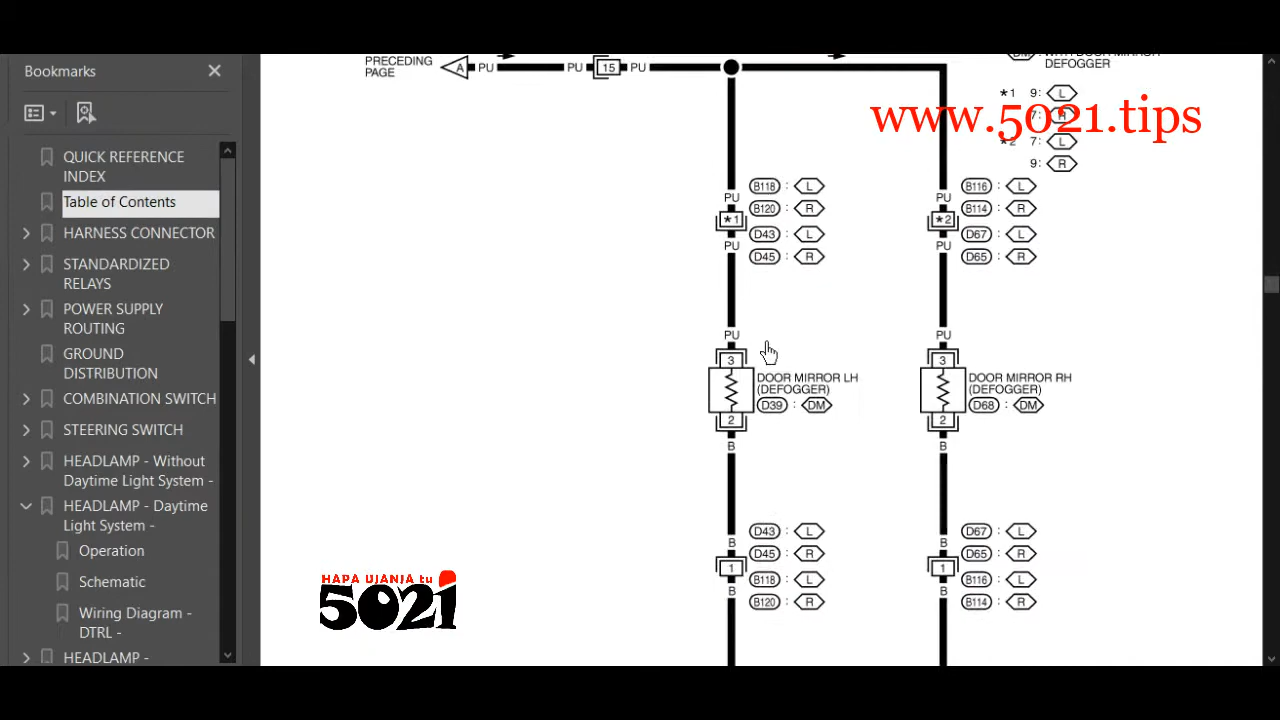 Bookmarks
QUICK REFERENCE
INDEX
Table of Contents
HARNESS CONNECTOR
STANDARDIZED
RELAYS
POWER SUPPLY
ROUTING
GROUND
DISTRIBUTION
COMBINATION SWITCH
STEERING SWITCH
HEADLAMP - Without
Daytime Light System -
HEADLAMP - Daytime
Light System -
Operation
Schematic
Wiring Diagram -
DTRL -
HEADLAMP -
PRECEDING
PAGE
A PU PU 15 PU
DEFOGGER
*1 9: L
7: R
*2 7: L
9: R
www.5021.tips
PU B118 : L PU B116 : L
*1 B120 : R *2 B114 : R
PU D43 : L PU D67 : L
D45 : R D65 : R
PU PU
3 3
DOOR MIRROR LH DOOR MIRROR RH
(DEFOGGER) (DEFOGGER)
D39 : DM D68 : DM
2 2
B B
D43 : L D67 : L
B D45 : R B D65 : R
1 1
B B118 : L B B116 : L
B120 : R B114 : R
HAPA UJANJA tu
5021